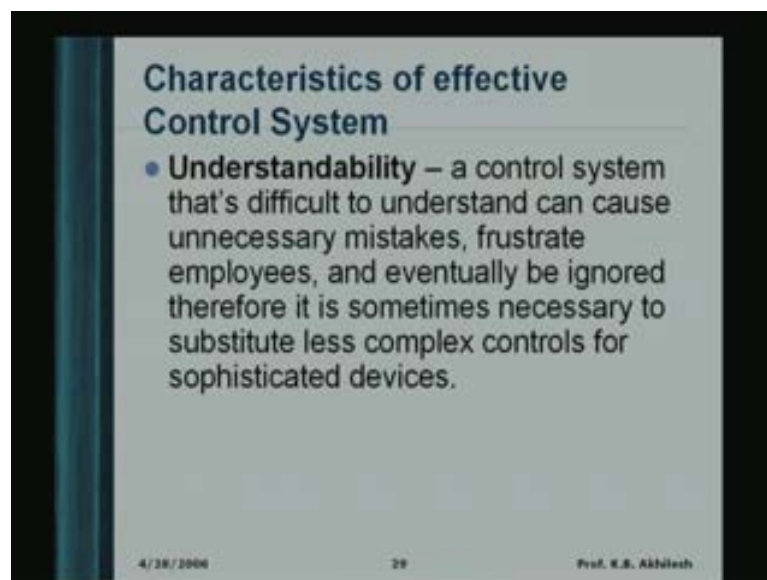 Characteristics of effective
Control System
Understandability – a control system
that's difficult to understand can cause
unnecessary mistakes, frustrate
employees, and eventually be ignored
therefore it is sometimes necessary to
substitute less complex controls for
sophisticated devices.
4/28/2006 29 Prof. K.B. Akhilesh